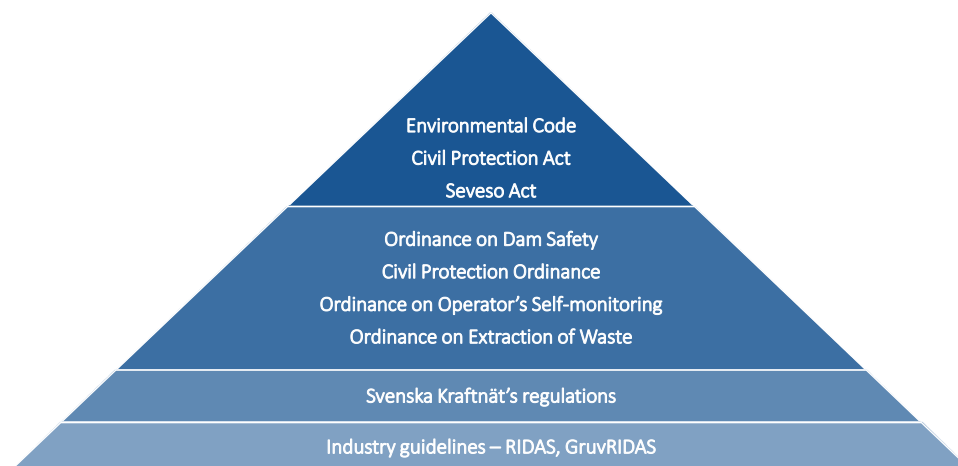 Environmental Code
Civil Protection Act
Seveso Act
Ordinance on Dam Safety
Civil Protection Ordinance
Ordinance on Operator's Self-monitoring
Ordinance on Extraction of Waste
Svenska Kraftnät's regulations
Industry guidelines – RIDAS, GruvRIDAS